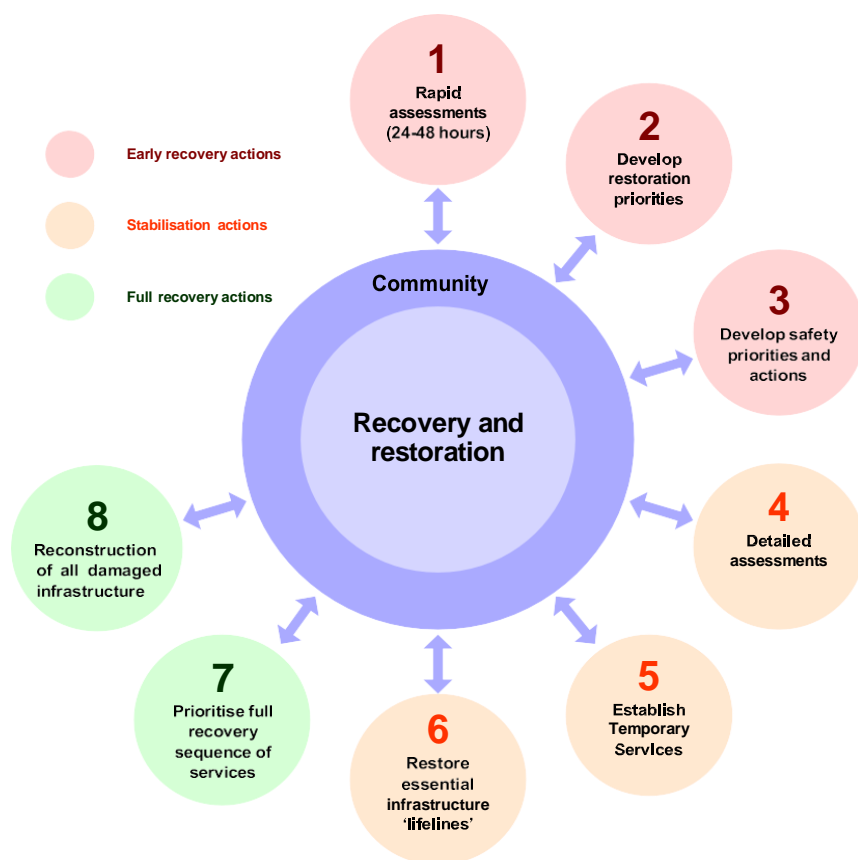 1
Rapid
assessments
(24-48 hours)
2
Develop
restoration
priorities
Early recovery actions
Stabilisation actions
Full recovery actions
Community
3
Develop safety
priorities and
actions
Recovery and
restoration
4
Detailed
assessments
8
Reconstruction
of all damaged
infrastructure
5
Establish
Temporary
Services
7
Prioritise full
recovery
sequence of
services
6
Restore
essential
infrastructure
‘lifelines’